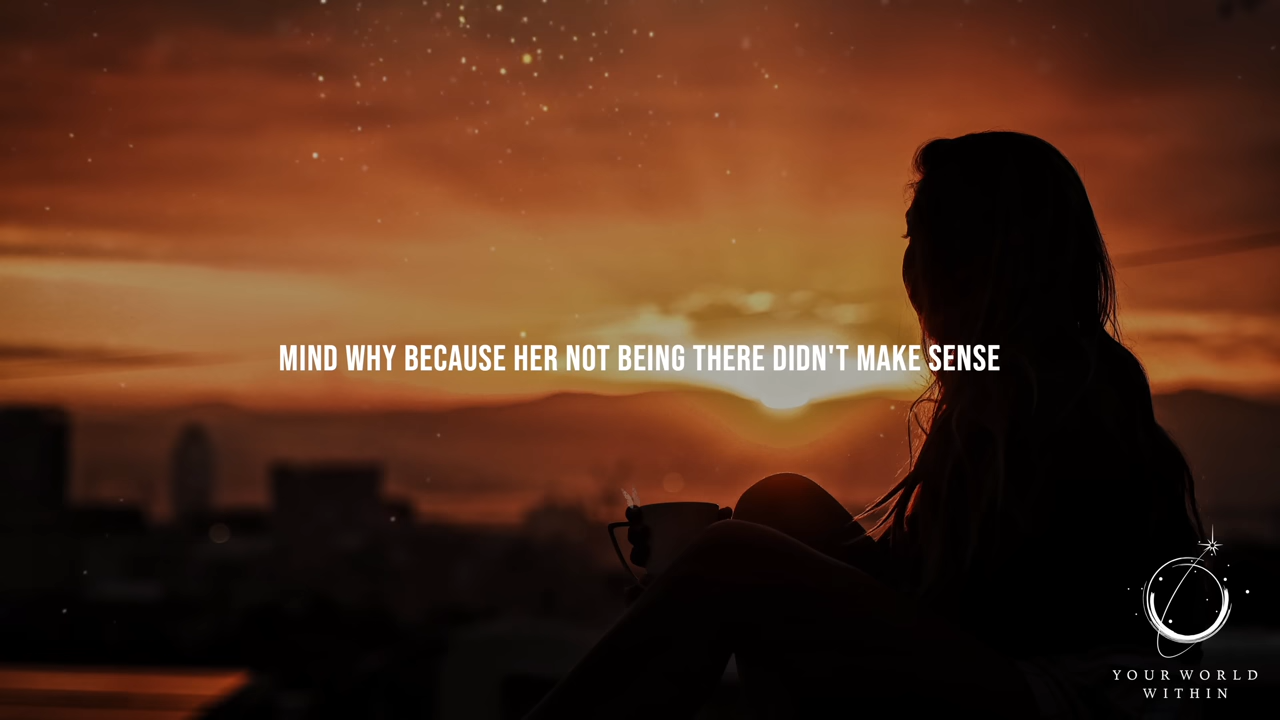 MIND WHY BECAUSE HER NOT BEING THERE DIDN'T MAKE SENSE
YOUR WORLD
WITHIN